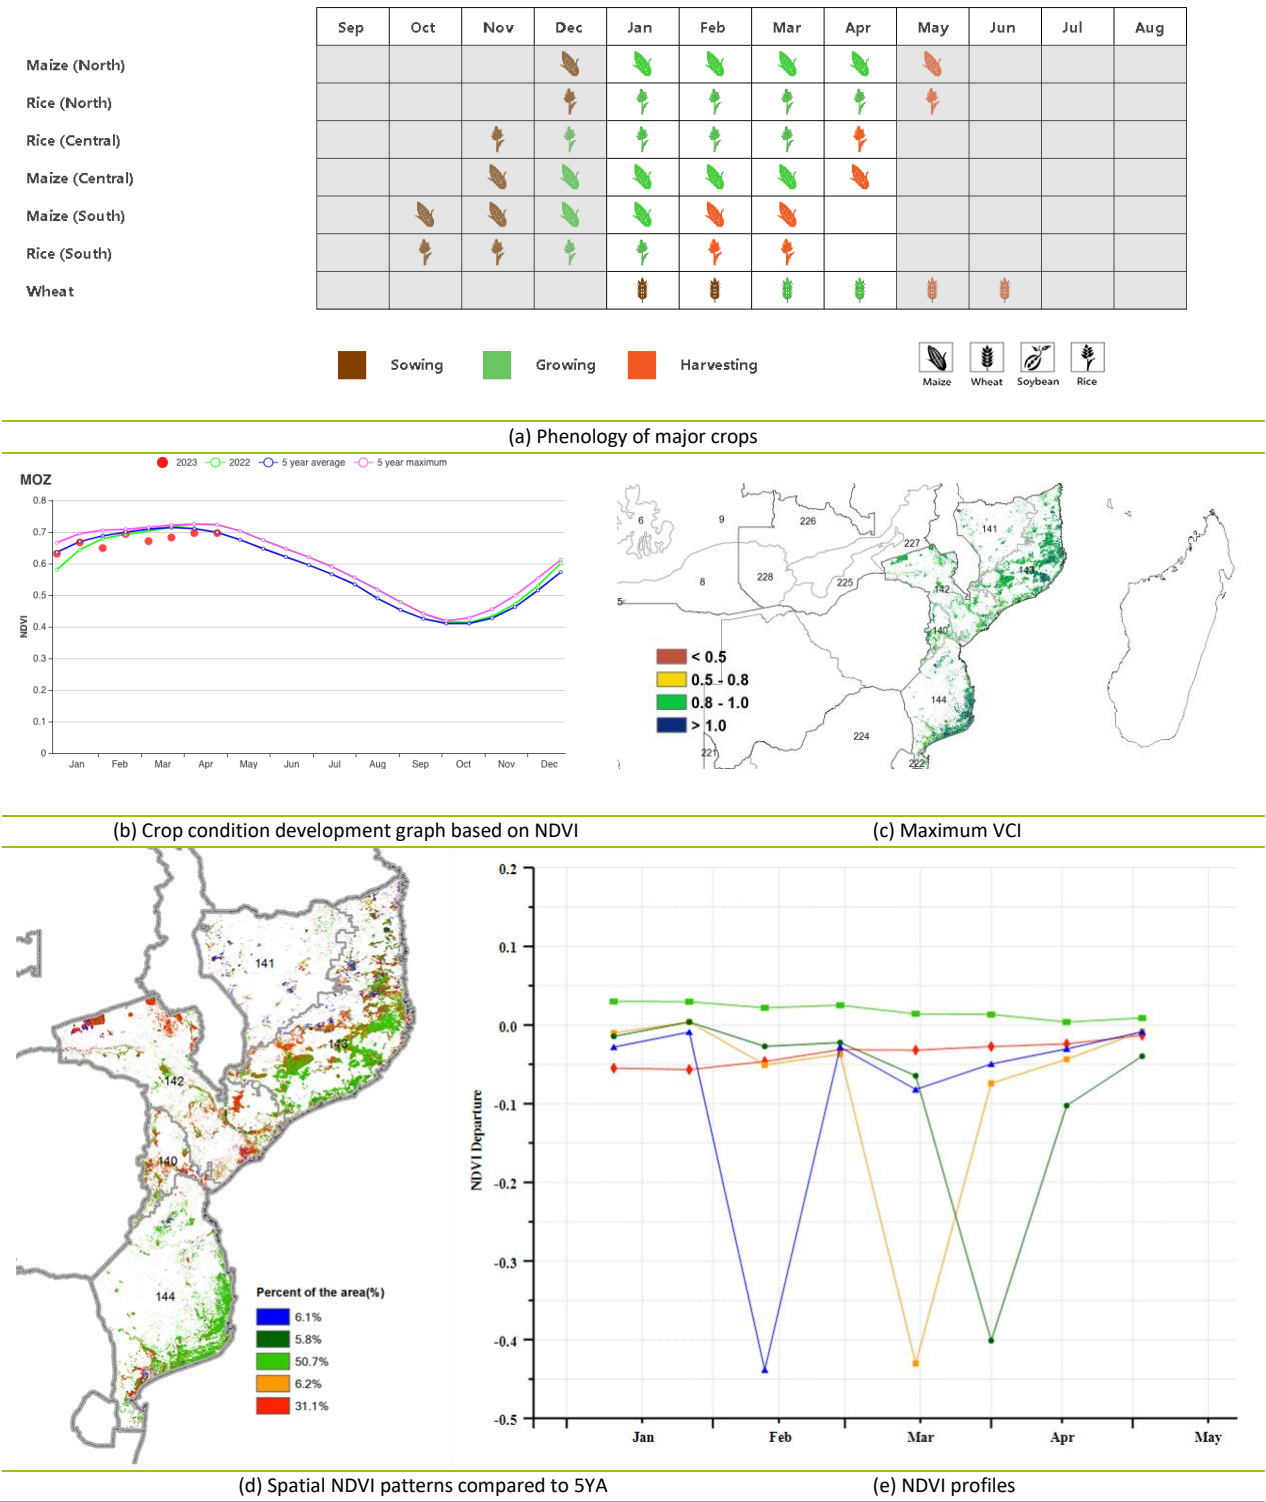 Sep Oct Nov Dec Jan Feb Mar Apr May Jun Jul Aug
Maize (North)
Rice (North)
Rice (Central)
Maize (Central)
Maize (South)
Rice (South)
Wheat
Sowing Growing Harvesting
Maize Wheat Soybean Rice
(a) Phenology of major crops
2023 2022 5 year average 5 year maximum
MOZ
0.8
0.7
0.6
0.5
0.4
0.3
0.2
0.1
0
NDVI
Jan Feb Mar Apr May Jun Jul Aug Sep Oct Nov Dec
6
9
226
227
141
8
228
225
143
142
5
140
144
224
221
222
< 0.5
0.5 - 0.8
0.8 - 1.0
> 1.0
(b) Crop condition development graph based on NDVI
(c) Maximum VCI
141
143
142
140
144
Percent of the area(%)
6.1%
5.8%
50.7%
6.2%
31.1%
0.2
0.1
0.0
-0.1
-0.2
-0.3
-0.4
-0.5
NDVI Departure
Jan Feb Mar Apr May
(d) Spatial NDVI patterns compared to 5YA
(e) NDVI profiles